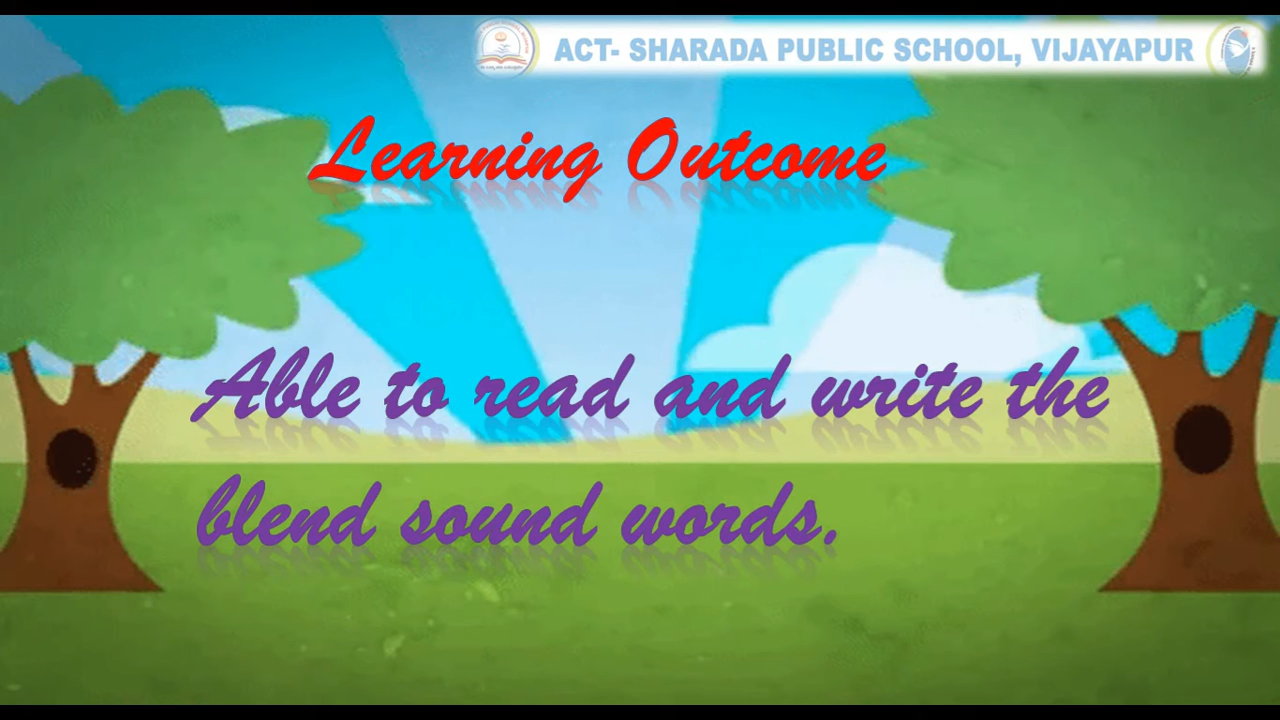 ACT- SHARADA PUBLIC SCHOOL, VIJAYAPUR
Learning Outcome
Able to read and write the
blend sound words.